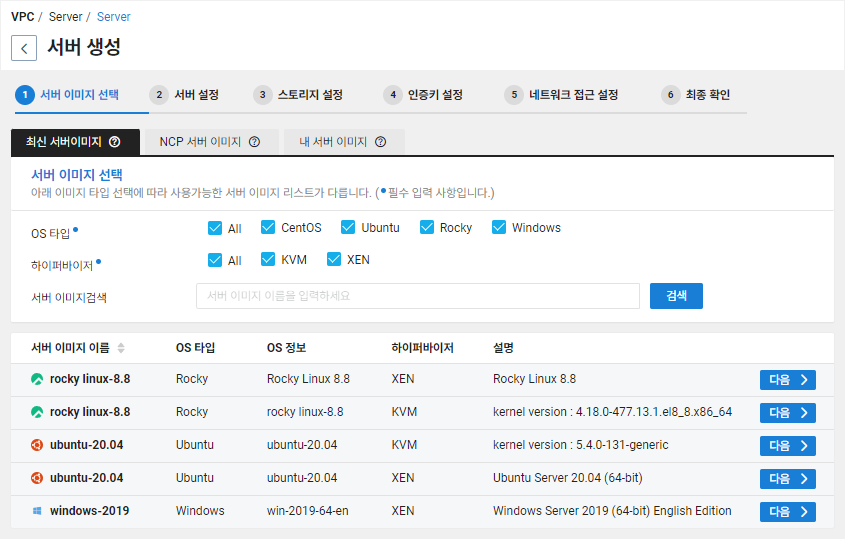 VPC / Server / Server
서버 생성
1 서버 이미지 선택 2 서버 설정 3 스토리지 설정 4 인증키 설정 5 네트워크 접근 설정 6 최종 확인
최신 서버이미지 ? NCP 서버 이미지 ? 내 서버 이미지 ?
서버 이미지 선택
아래 이미지 타입 선택에 따라 사용가능한 서버 이미지 리스트가 다릅니다. (• 필수 입력 사항입니다.)
OS 타입• All CentOS Ubuntu Rocky Windows
하이퍼바이저• All KVM XEN
서버 이미지검색 서버 이미지 이름을 입력하세요 검색
서버 이미지 이름 OS 타입 OS 정보 하이퍼바이저 설명
rocky linux-8.8 Rocky Rocky Linux 8.8 XEN Rocky Linux 8.8 다음 >
rocky linux-8.8 Rocky rocky linux-8.8 KVM kernel version : 4.18.0-477.13.1.el8_8.x86_64 다음 >
ubuntu-20.04 Ubuntu ubuntu-20.04 KVM kernel version : 5.4.0-131-generic 다음 >
ubuntu-20.04 Ubuntu ubuntu-20.04 XEN Ubuntu Server 20.04 (64-bit) 다음 >
windows-2019 Windows win-2019-64-en XEN Windows Server 2019 (64-bit) English Edition 다음 >